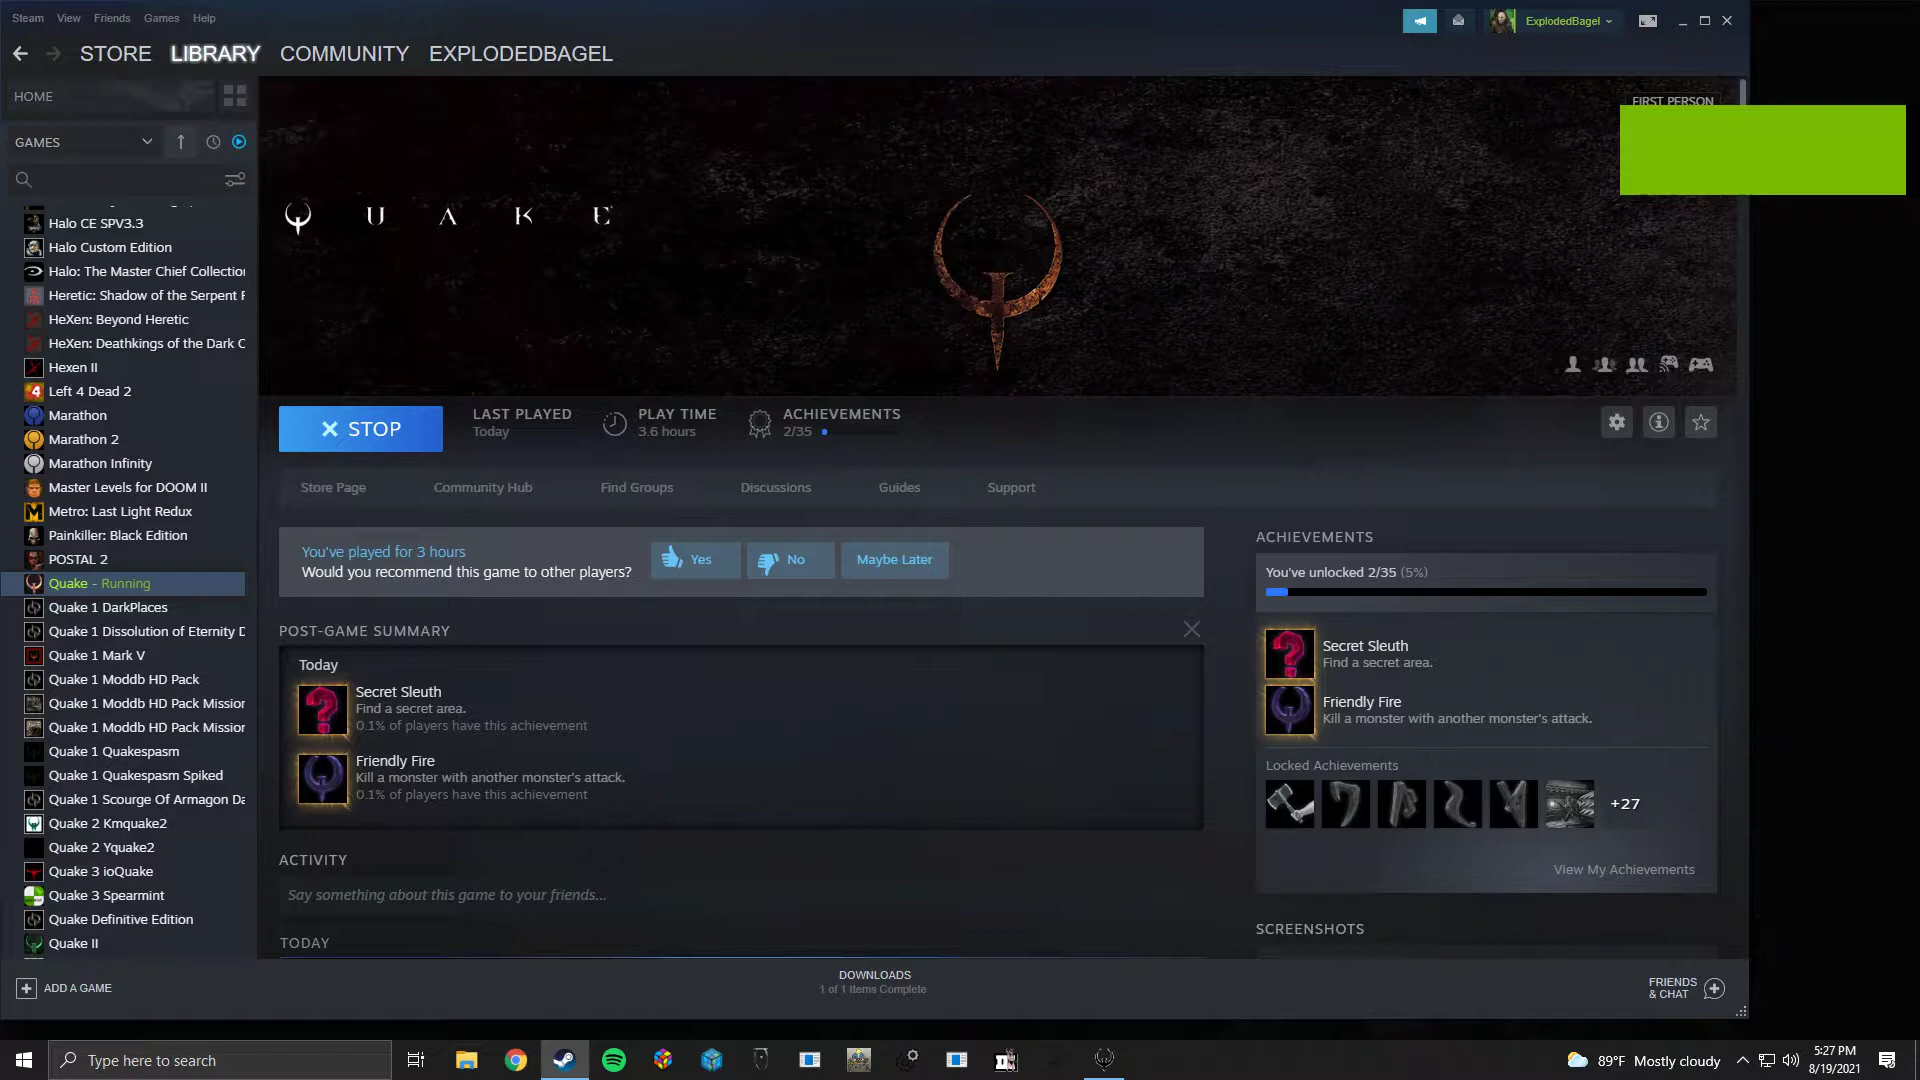 Steam View Friends Games Help
ExplodedBagel
STORE LIBRARY COMMUNITY EXPLODEDBAGEL
HOME
GAMES
FIRST PERSON
QUAKE
Halo CE SPV3.3
Halo Custom Edition
Halo: The Master Chief Collection
Heretic: Shadow of the Serpent R
HeXen: Beyond Heretic
HeXen: Deathkings of the Dark C
Hexen II
Left 4 Dead 2
Marathon
Marathon 2
Marathon Infinity
Master Levels for DOOM II
Metro: Last Light Redux
Painkiller: Black Edition
POSTAL 2
Quake - Running
Quake 1 DarkPlaces
Quake 1 Dissolution of Eternity D
Quake 1 Mark V
Quake 1 Moddb HD Pack
Quake 1 Moddb HD Pack Mission
Quake 1 Moddb HD Pack Mission
Quake 1 Quakespasm
Quake 1 Quakespasm Spiked
Quake 1 Scourge Of Armagon Da
Quake 2 Kmquake2
Quake 2 Yquake2
Quake 3 ioQuake
Quake 3 Spearmint
Quake Definitive Edition
Quake II
STOP
LAST PLAYED
Today
PLAY TIME
3.6 hours
ACHIEVEMENTS
2/35
Store Page Community Hub Find Groups Discussions Guides Support
You've played for 3 hours
Would you recommend this game to other players?
Yes No Maybe Later
POST-GAME SUMMARY
Today
Secret Sleuth
Find a secret area.
0.1% of players have this achievement
Friendly Fire
Kill a monster with another monster's attack.
0.1% of players have this achievement
ACTIVITY
Say something about this game to your friends...
TODAY
ACHIEVEMENTS
You've unlocked 2/35 (5%)
Secret Sleuth
Find a secret area.
Friendly Fire
Kill a monster with another monster's attack.
Locked Achievements
+27
View My Achievements
SCREENSHOTS
ADD A GAME
DOWNLOADS
1 of 1 Items Complete
FRIENDS
& CHAT
Type here to search
89°F Mostly cloudy
5:27 PM
8/19/2021